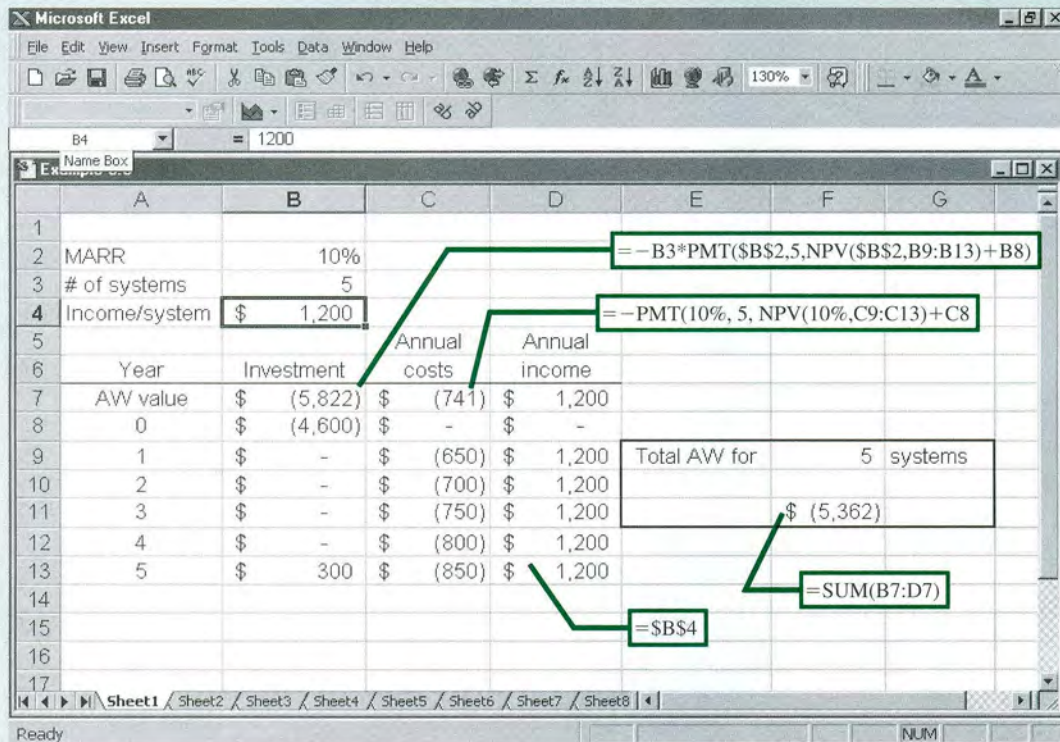 Microsoft Excel
File Edit View Insert Format Tools Data Window Help
130%
B4 = 1200
Name Box
A B C D E F G
1
2 MARR 10% =−B3*PMT($B$2,5,NPV($B$2,B9:B13)+B8)
3 # of systems 5
4 Income/system $ 1,200 =−PMT(10%, 5, NPV(10%,C9:C13)+C8
5 Annual Annual
6 Year Investment costs income
7 AW value $ (5,822) $ (741) $ 1,200
8 0 $ (4,600) $ - $ -
9 1 $ - $ (650) $ 1,200 Total AW for 5 systems
10 2 $ - $ (700) $ 1,200
11 3 $ - $ (750) $ 1,200 $ (5,362)
12 4 $ - $ (800) $ 1,200
13 5 $ 300 $ (850) $ 1,200 =SUM(B7:D7)
14
15 =$B$4
16
17
Sheet1 Sheet2 Sheet3 Sheet4 Sheet5 Sheet6 Sheet7 Sheet8
Ready NUM